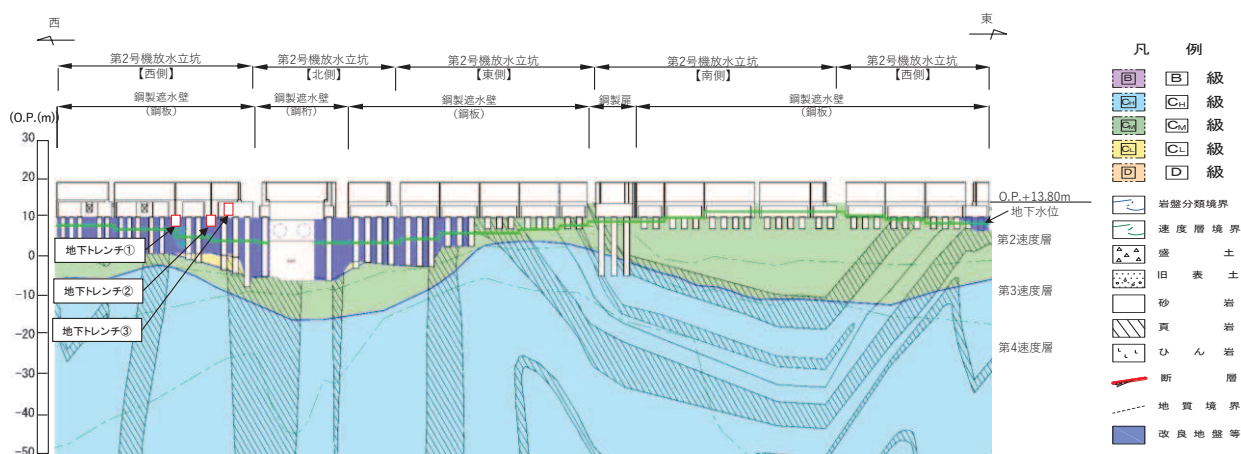 西
東
第2号機放水立坑
【西側】
第2号機放水立坑
【北側】
第2号機放水立坑
【東側】
第2号機放水立坑
【南側】
第2号機放水立坑
【西側】
鋼製遮水壁
(鋼板)
鋼製遮水壁
(鋼桁)
鋼製遮水壁
(鋼板)
鋼製扉
鋼製遮水壁
(鋼板)
(O.P.(m))
30
20
10
0
-10
-20
-30
-40
-50
地下トレンチ①
地下トレンチ②
地下トレンチ③
O.P.+13.80m
地下水位
第2速度層
第3速度層
第4速度層
凡 例
B B 級
CH CH 級
CM CM 級
CL CL 級
D D 級
岩盤分類境界
速度層境界
盛土
旧表土
砂岩
頁岩
ひん岩
断層
地質境界
改良地盤等